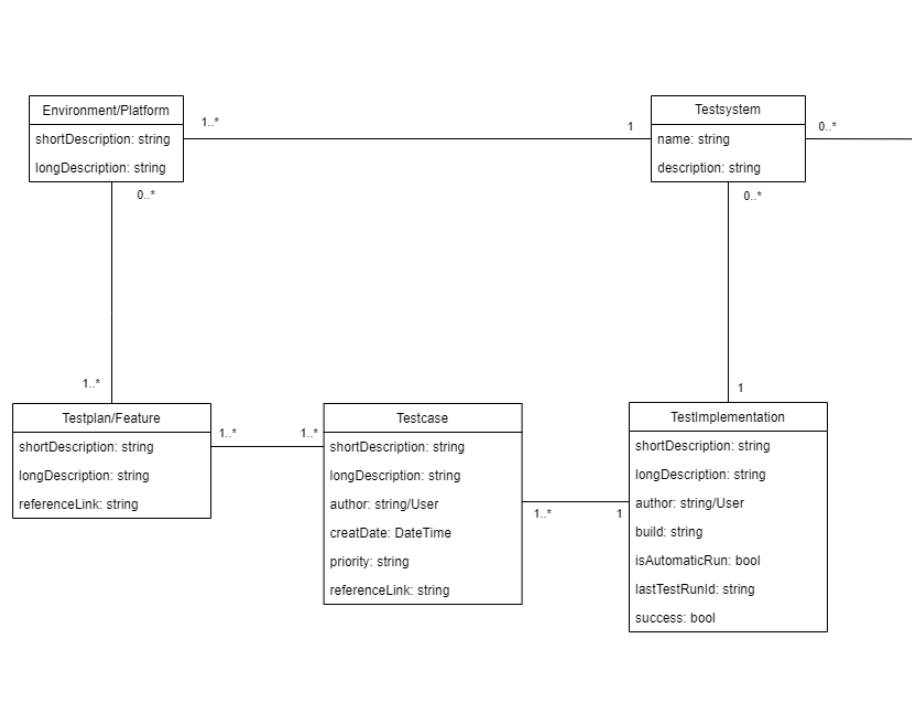 Environment/Platform
shortDescription: string
longDescription: string
1..*
1
Testsystem
name: string
description: string
0..*
0..*
0..*
1..*
1
Testplan/Feature
shortDescription: string
longDescription: string
referenceLink: string
1..*
1..*
Testcase
shortDescription: string
longDescription: string
author: string/User
creatDate: DateTime
priority: string
referenceLink: string
1..*
1
TestImplementation
shortDescription: string
longDescription: string
author: string/User
build: string
isAutomaticRun: bool
lastTestRunId: string
success: bool